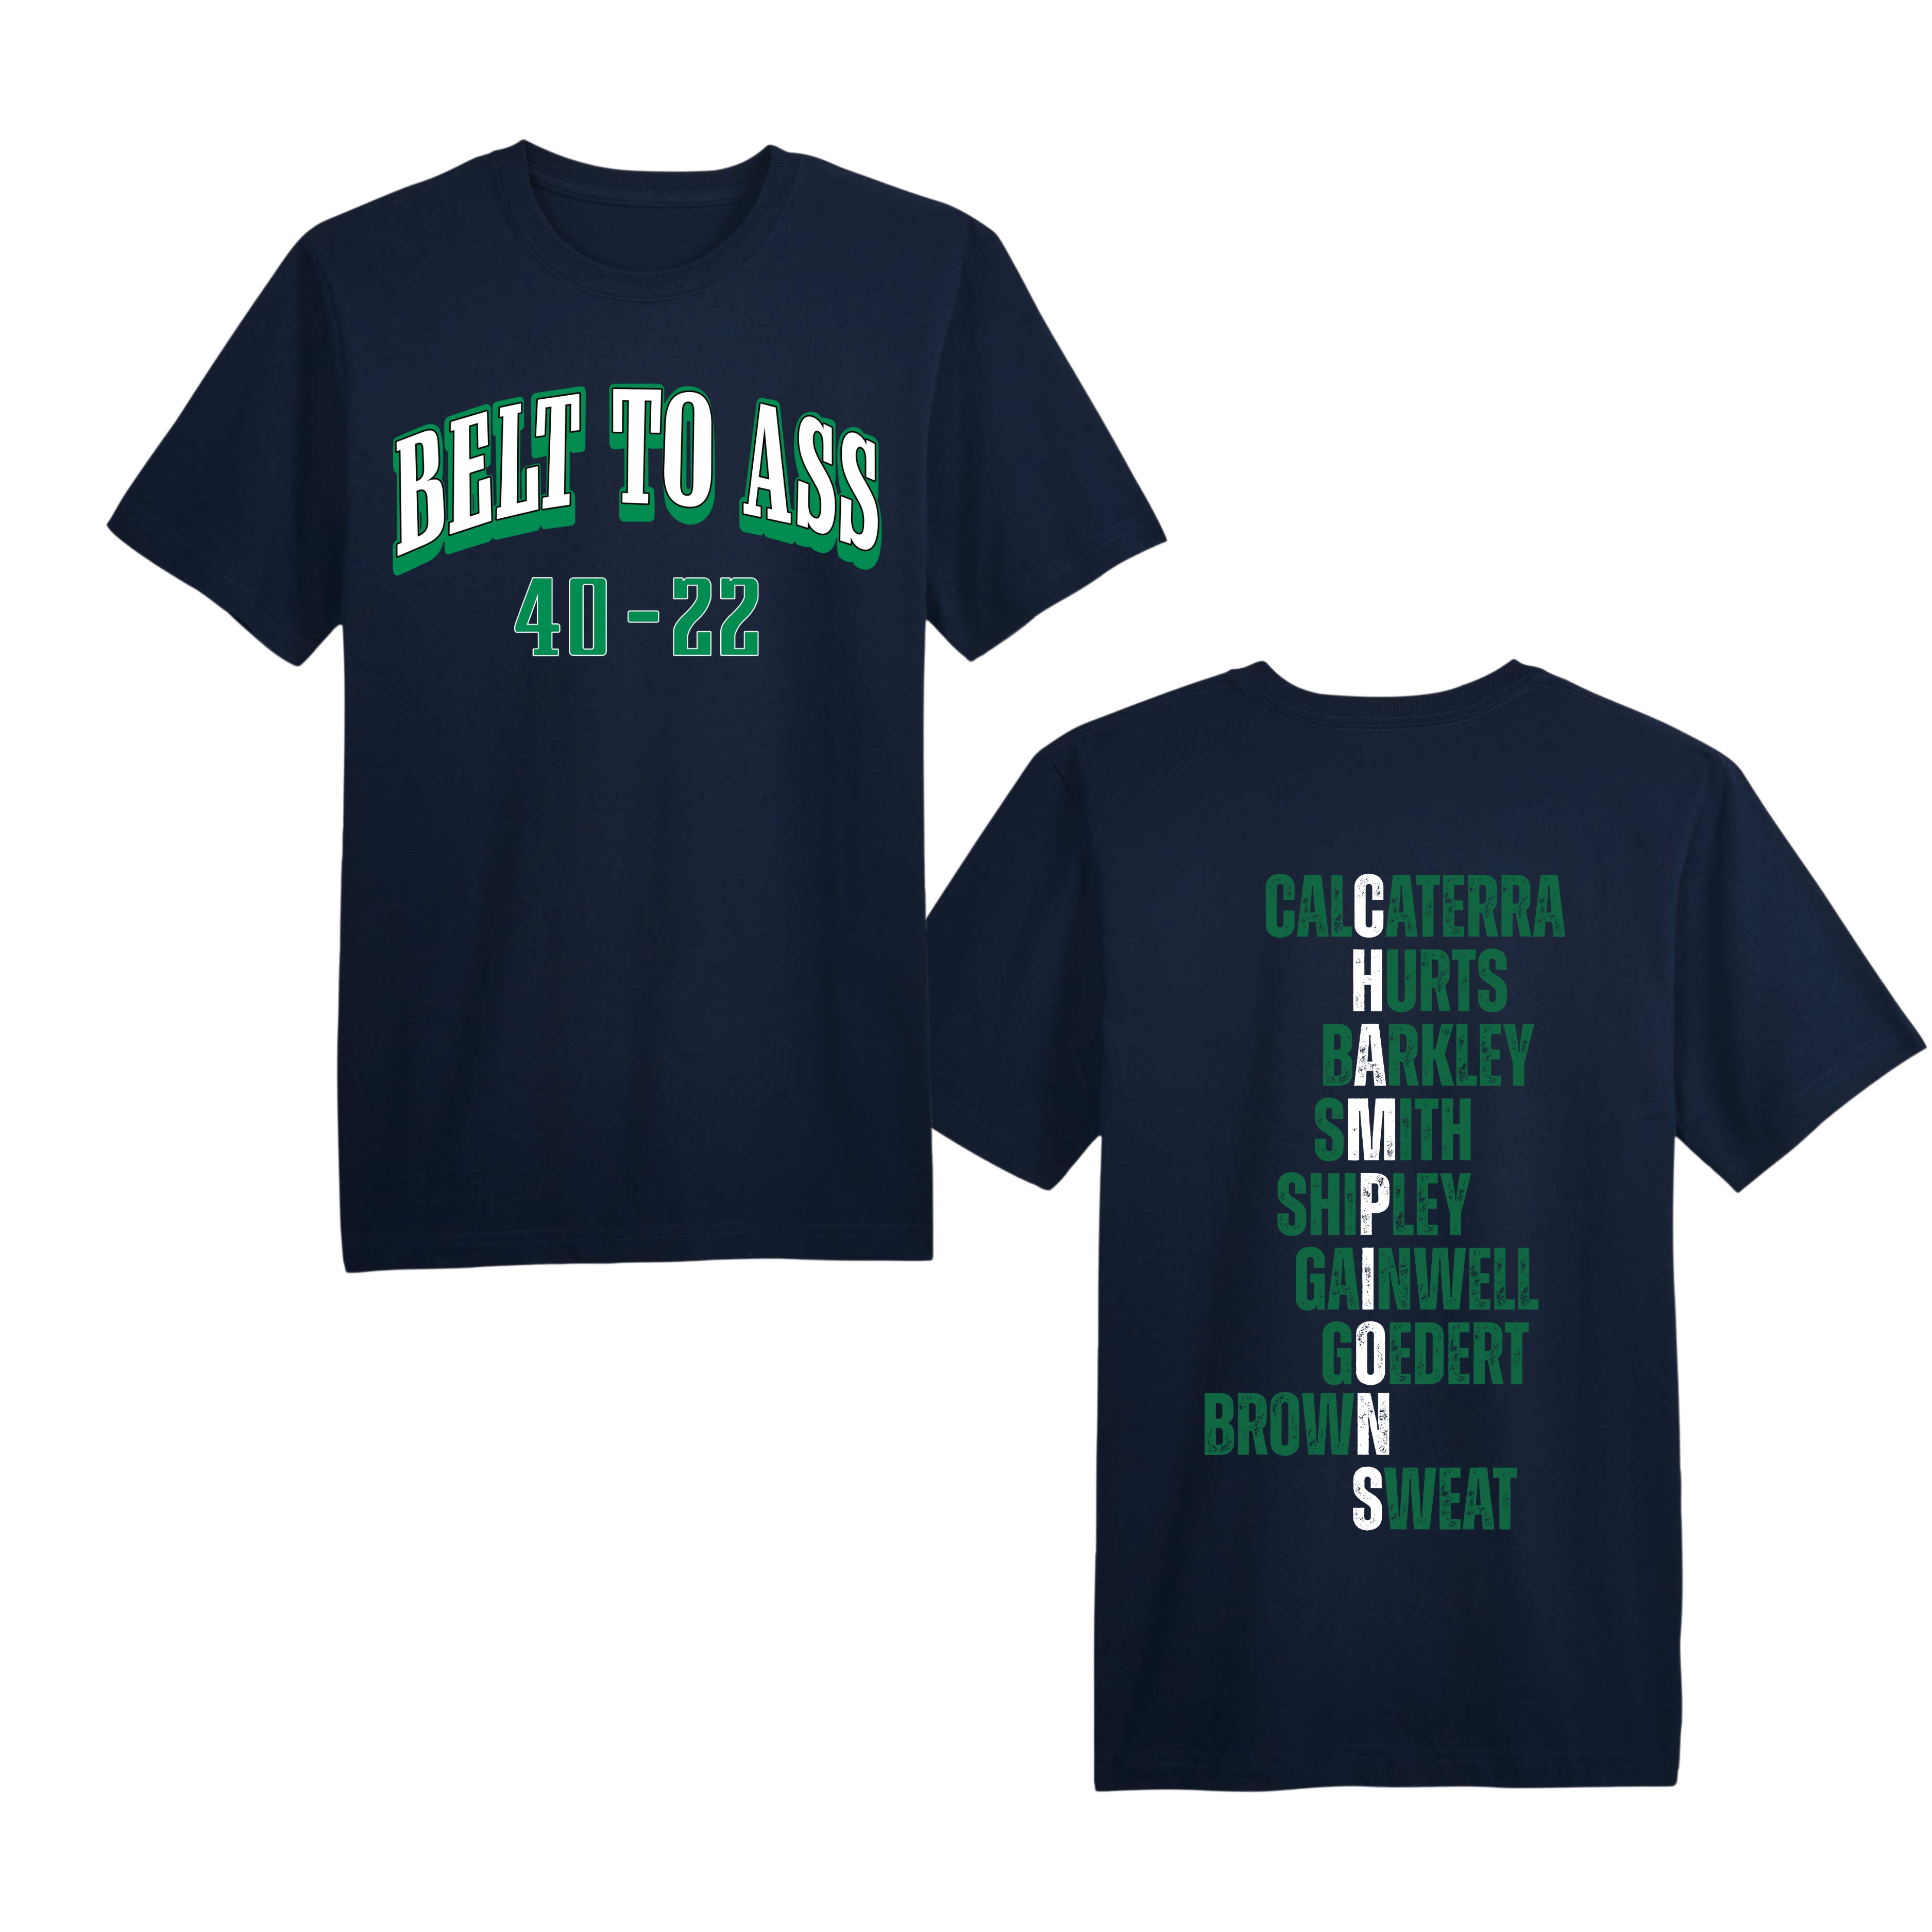 BELT TO ASS
40-22
CALCATERRA
HURTS
BARKLEY
SMITH
SHIPLEY
GAINWELL
GOEDERT
BROWN
SWEAT